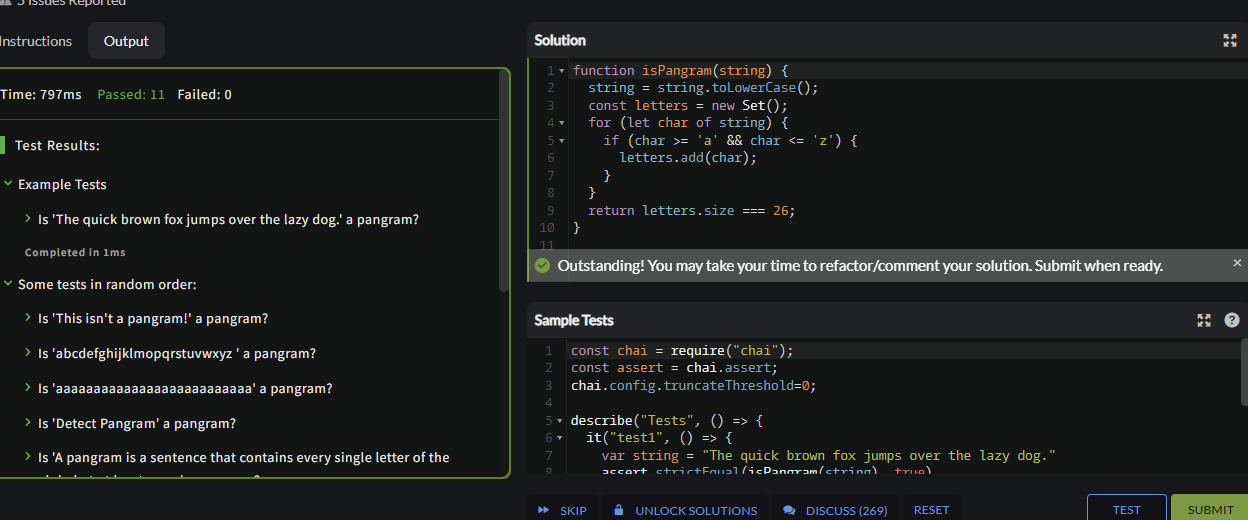 5 Issues Reported
Instructions
Output
Time: 797ms Passed: 11 Failed: 0
Test Results:
Example Tests
Is 'The quick brown fox jumps over the lazy dog.' a pangram?
Completed in 1ms
Some tests in random order:
Is 'This isn't a pangram!' a pangram?
Is 'abcdefghijklmopqrstuvwxyz ' a pangram?
Is 'aaaaaaaaaaaaaaaaaaaaaaaaaa' a pangram?
Is 'Detect Pangram' a pangram?
Is 'A pangram is a sentence that contains every single letter of the
Solution
1 function isPangram(string) {
2 string = string.toLowerCase();
3 const letters = new Set();
4 for (let char of string) {
5 if (char >= 'a' && char <= 'z') {
6 letters.add(char);
7 }
8 }
9 return letters.size === 26;
10 }
11
Outstanding! You may take your time to refactor/comment your solution. Submit when ready.
Sample Tests
1 const chai = require("chai");
2 const assert = chai.assert;
3 chai.config.truncateThreshold=0;
4
5 describe("Tests", () => {
6 it("test1", () => {
7 var string = "The quick brown fox jumps over the lazy dog."
8 assert.strictEqual(isPangram(string), true)
SKIP
UNLOCK SOLUTIONS
DISCUSS (269)
RESET
TEST
SUBMIT